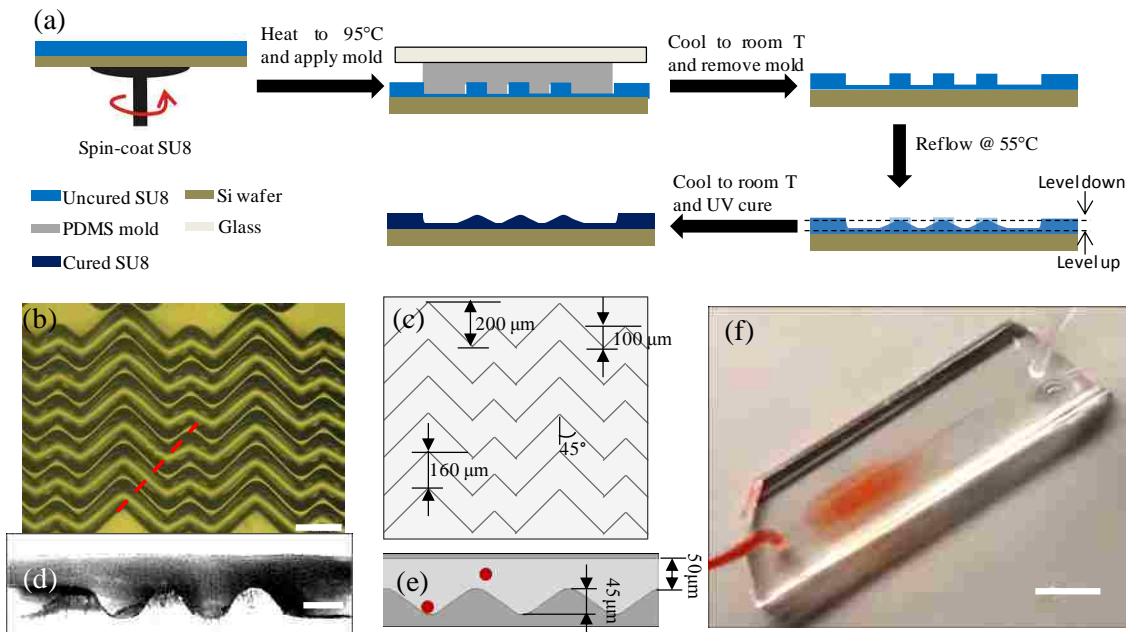 (a)
Heat to 95°C
and apply mold
Cool to room T
and remove mold
Spin-coat SU8
Reflow @ 55°C
Uncured SU8
Si wafer
PDMS mold
Glass
Cured SU8
Cool to room T
and UV cure
Level down
Level up
(b)
(c)
200 μm
100 μm
45°
160 μm
(d)
(e)
45 μm
50μm
(f)